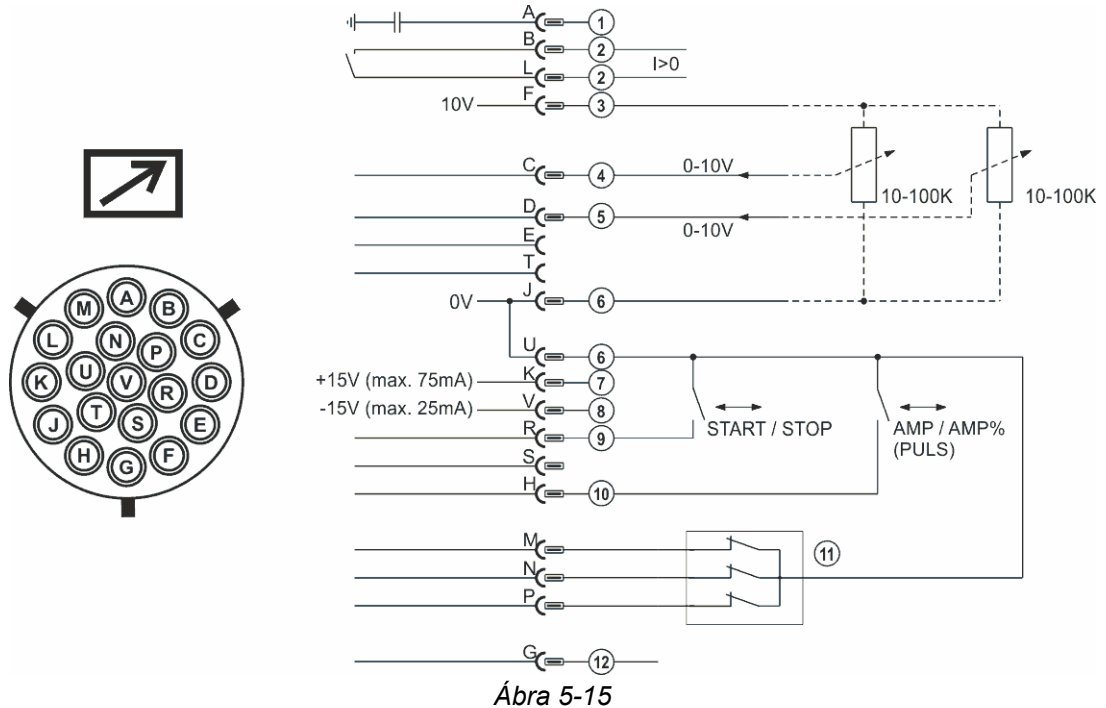 A
1
B
2
L
2
I>0
10V
F
3
C
4
0-10V
10-100K
10-100K
D
5
0-10V
E
T
0V
J
6
U
6
+15V (max. 75mA)
K
7
-15V (max. 25mA)
V
8
R
9
START / STOP
AMP / AMP%
(PULS)
S
H
10
M
11
N
P
G
12
A
M
B
L
N
P
C
K
U
V
R
D
J
T
S
E
H
G
F
Ábra 5-15